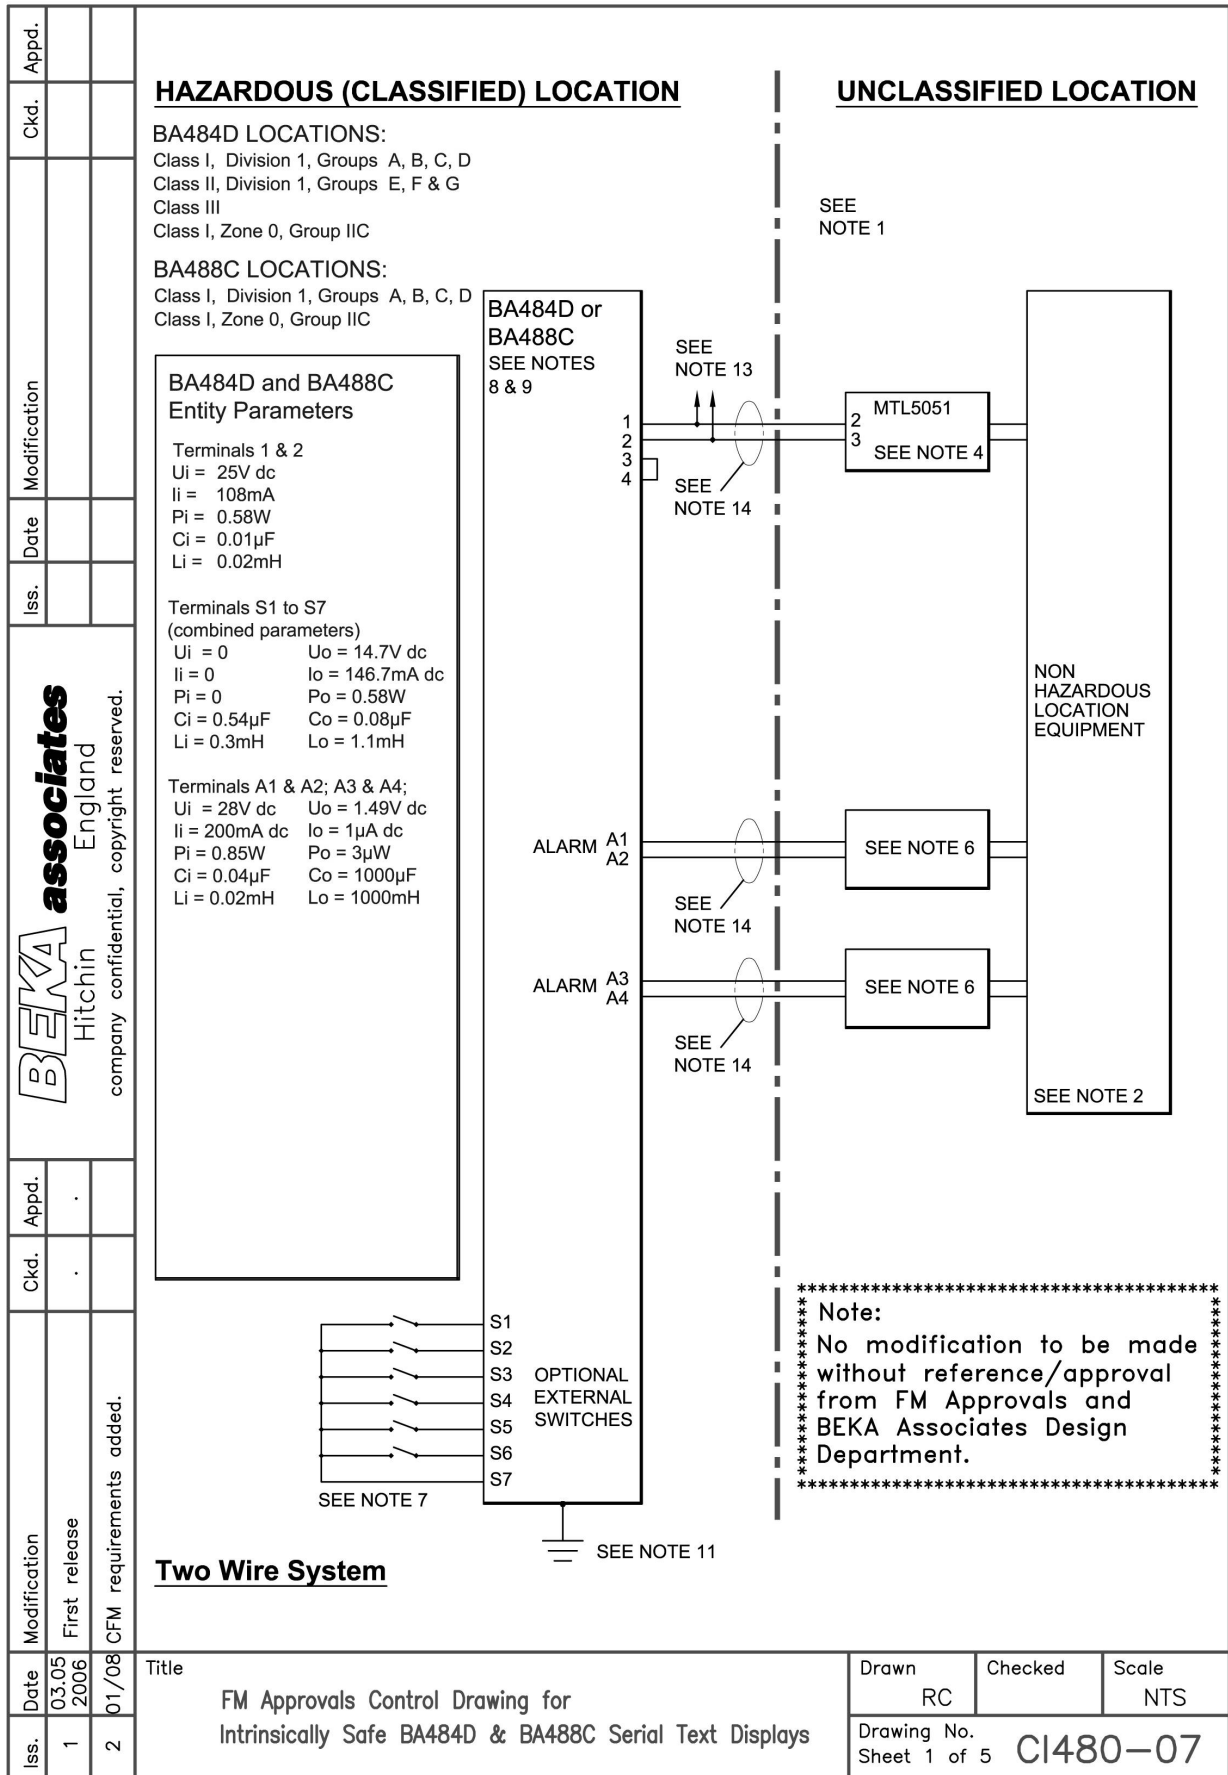 HAZARDOUS (CLASSIFIED) LOCATION
UNCLASSIFIED LOCATION
BA484D LOCATIONS:
Class I, Division 1, Groups A, B, C, D
Class II, Division 1, Groups E, F & G
Class III
Class I, Zone 0, Group IIC
BA488C LOCATIONS:
Class I, Division 1, Groups A, B, C, D
Class I, Zone 0, Group IIC
SEE
NOTE 1
BA484D and BA488C
Entity Parameters
Terminals 1 & 2
Ui = 25V dc
Ii = 108mA
Pi = 0.58W
Ci = 0.01µF
Li = 0.02mH
Terminals S1 to S7
(combined parameters)
Ui = 0 Uo = 14.7V dc
Ii = 0 Io = 146.7mA dc
Pi = 0 Po = 0.58W
Ci = 0.54µF Co = 0.08µF
Li = 0.3mH Lo = 1.1mH
Terminals A1 & A2; A3 & A4;
Ui = 28V dc Uo = 1.49V dc
Ii = 200mA dc Io = 1µA dc
Pi = 0.85W Po = 3µW
Ci = 0.04µF Co = 1000µF
Li = 0.02mH Lo = 1000mH
BA484D or
BA488C
SEE NOTES
8 & 9
1
2
3
4
SEE
NOTE 13
SEE
NOTE 14
2 MTL5051
3
SEE NOTE 4
NON
HAZARDOUS
LOCATION
EQUIPMENT
SEE NOTE 2
ALARM A1
A2
SEE
NOTE 14
SEE NOTE 6
ALARM A3
A4
SEE
NOTE 14
SEE NOTE 6
S1
S2
S3
S4
S5
S6
S7
OPTIONAL
EXTERNAL
SWITCHES
SEE NOTE 7
SEE NOTE 11
Two Wire System
**************************************
Note:
No modification to be made
without reference/approval
from FM Approvals and
BEKA Associates Design
Department.
**************************************
Title
FM Approvals Control Drawing for
Intrinsically Safe BA484D & BA488C Serial Text Displays
Drawn
RC
Checked
Scale
NTS
Drawing No.
Sheet 1 of 5 CI480-07
Iss. Date Modification Ckd. Appd.
1 03.05 2006 First release . .
2 01/08 CFM requirements added.
BEKA associates
Hitchin England
company confidential, copyright reserved.
Iss. Date Modification Ckd. Appd.